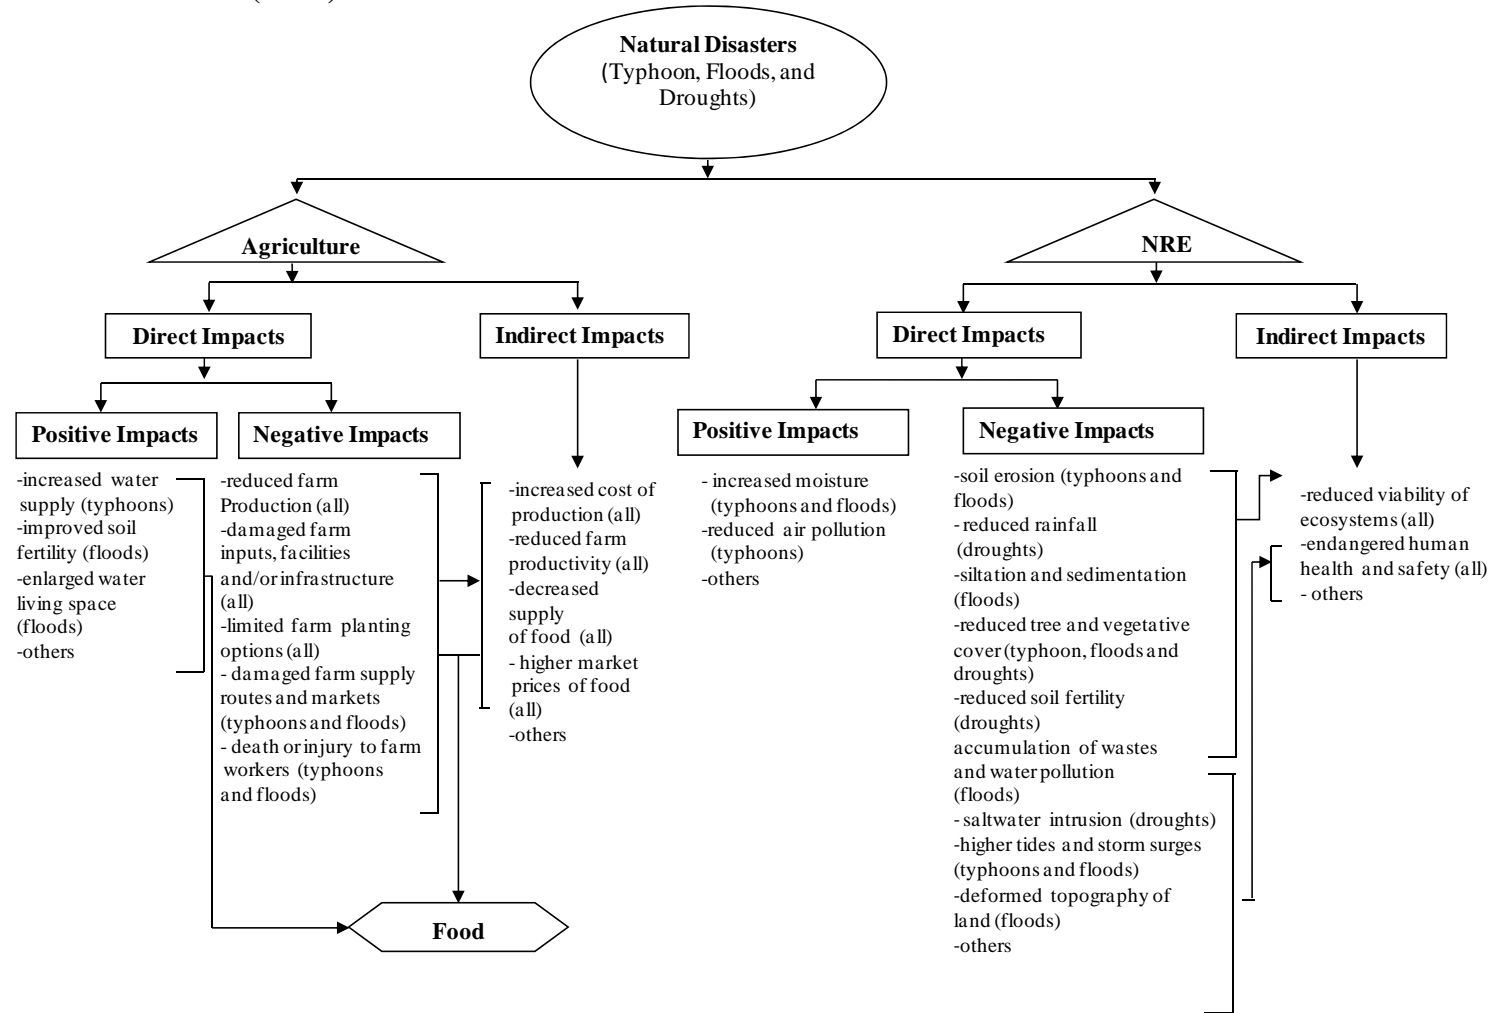 Natural Disasters
(Typhoon, Floods, and
Droughts)
Agriculture
NRE
Direct Impacts
Indirect Impacts
Direct Impacts
Indirect Impacts
Positive Impacts
Negative Impacts
Positive Impacts
Negative Impacts
-increased water
supply (typhoons)
-improved soil
fertility (floods)
-enlarged water
living space
(floods)
-others
-reduced farm
Production (all)
-damaged farm
inputs, facilities
and/or infrastructure
(all)
-limited farm planting
options (all)
- damaged farm supply
routes and markets
(typhoons and floods)
- death or injury to farm
workers (typhoons
and floods)
-increased cost of
production (all)
-reduced farm
productivity (all)
-decreased
supply
of food (all)
- higher market
prices of food
(all)
-others
- increased moisture
(typhoons and floods)
-reduced air pollution
(typhoons)
-others
-soil erosion (typhoons and
floods)
- reduced rainfall
(droughts)
-siltation and sedimentation
(floods)
-reduced tree and vegetative
cover (typhoon, floods and
droughts)
-reduced soil fertility
(droughts)
accumulation of wastes
and water pollution
(floods)
- saltwater intrusion (droughts)
-higher tides and storm surges
(typhoons and floods)
-deformed topography of
land (floods)
-others
-reduced viability of
ecosystems (all)
-endangered human
health and safety (all)
- others
Food